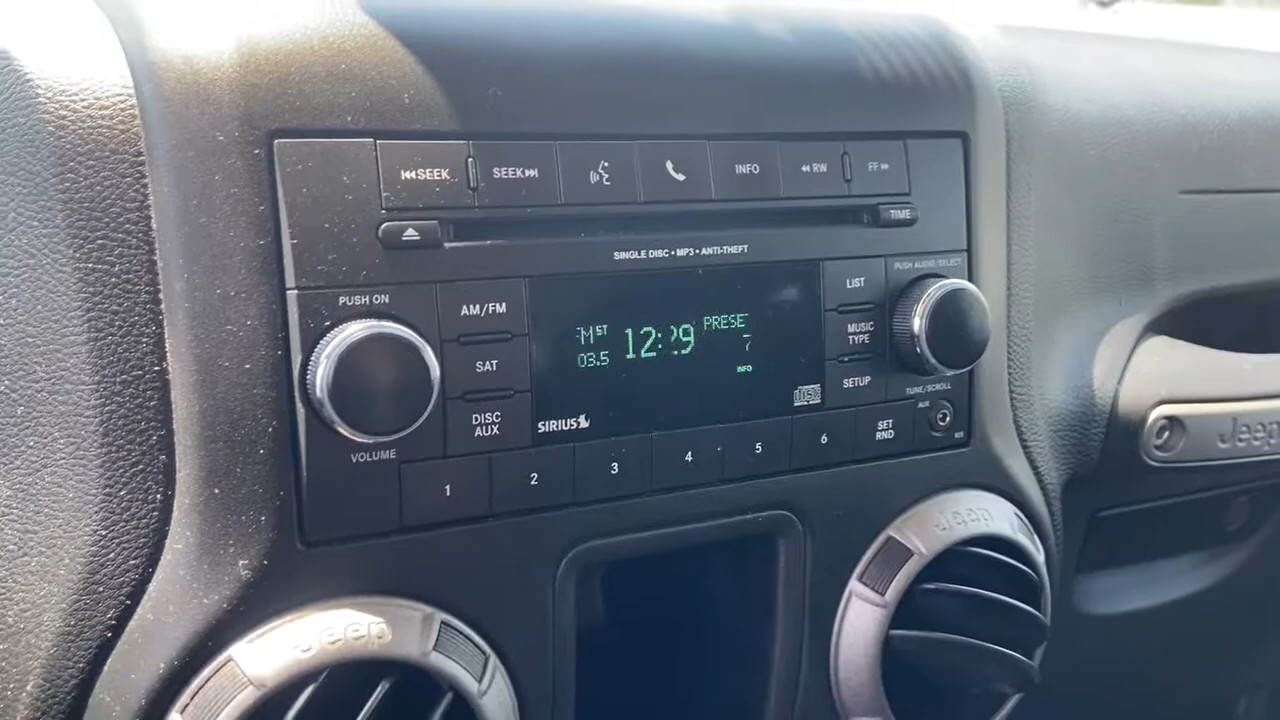 ⏮SEEK SEEK⏭ INFO ◀◀ RW FF ▶▶
TIME
SINGLE DISC • MP3 • ANTI-THEFT
PUSH ON
VOLUME
AM/FM
SAT
DISC
AUX
ST
03.5
12:29
PRESE
7
INFO
SIRIUS
DISC
LIST
MUSIC
TYPE
SETUP
PUSH AUDIO/SELECT
TUNE/SCROLL
AUX
1 2 3 4 5 6
SET
RND
Jeep
Jeep
Jeep